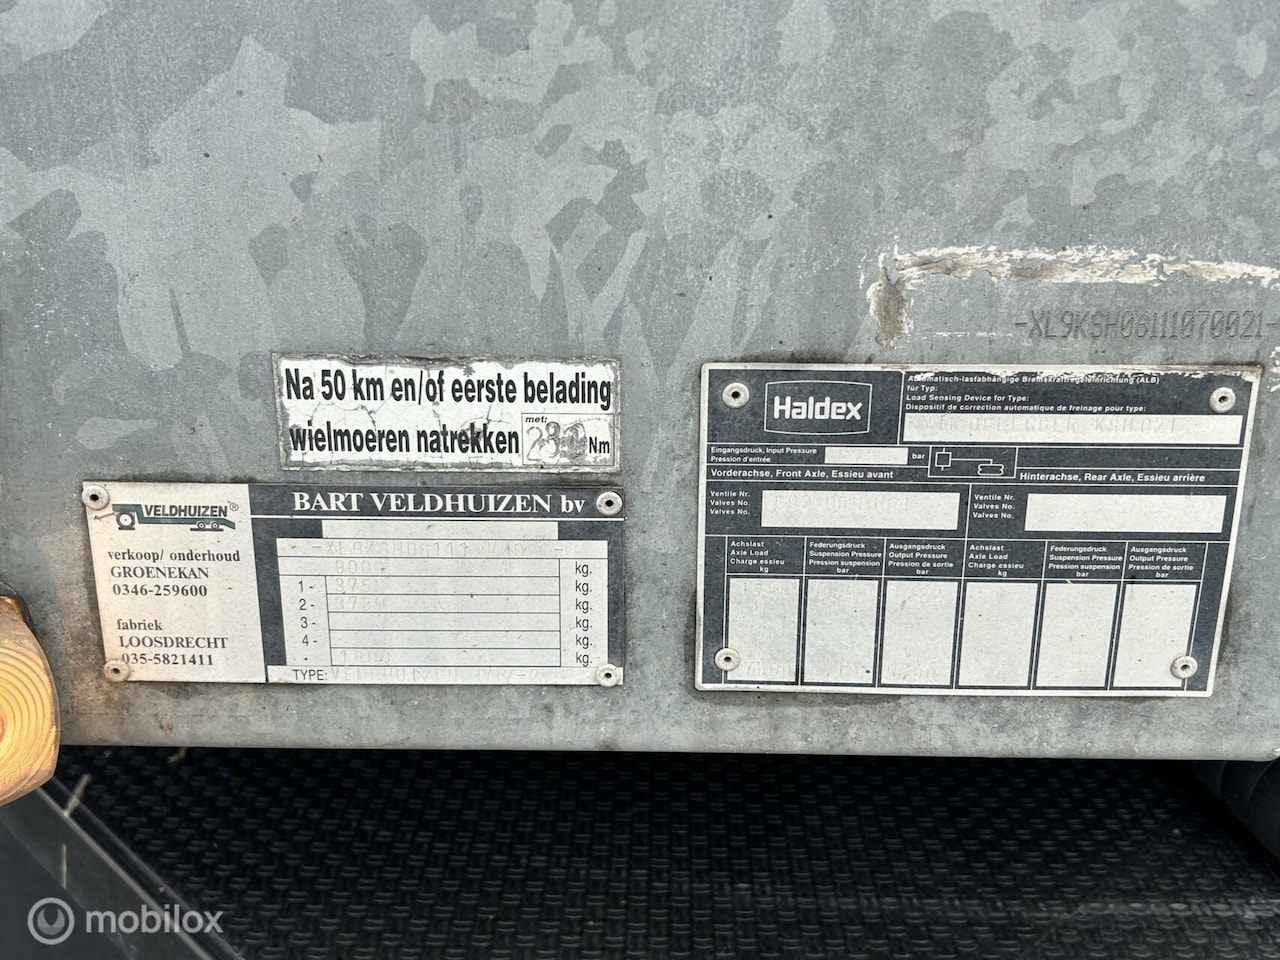 -XL9KSH06111070021-
Na 50 km en/of eerste belading
wielmoeren natrekken met: Nm
VELDHUIZEN®
verkoop/ onderhoud
GROENEKAN
0346-259600
fabriek
LOOSDRECHT
035-5821411
BART VELDHUIZEN bv
kg.
1- kg.
2- kg.
3- kg.
4- kg.
kg.
TYPE:
Haldex
Automatisch-lastabhängige Bremskraftregeleinrichtung (ALB)
für Typ:
Load Sensing Device for Type:
Dispositif de correction automatique de freinage pour type:
Eingangsdruck, Input Pressure
Pression d'entrée bar
Vorderachse, Front Axle, Essieu avant
Hinterachse, Rear Axle, Essieu arrière
Ventile Nr.
Valves No.
Valves No.
Ventile Nr.
Valves No.
Valves No.
Achslast
Axle Load
Charge essieu
kg
Federungsdruck
Suspension Pressure
Pression suspension
bar
Ausgangsdruck
Output Pressure
Pression de sortie
bar
Achslast
Axle Load
Charge essieu
kg
Federungsdruck
Suspension Pressure
Pression suspension
bar
Ausgangsdruck
Output Pressure
Pression de sortie
bar
mobilox